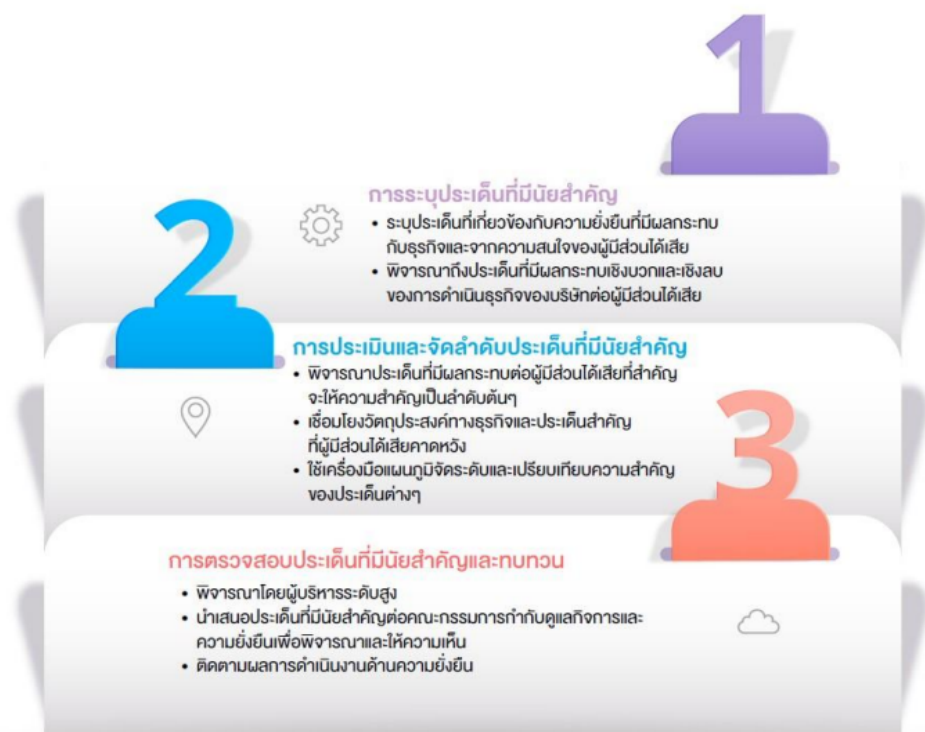 1
การระบุประเด็นที่มีนัยสำคัญ
• ระบุประเด็นที่เกี่ยวข้องกับความยั่งยืนที่มีผลกระทบ
กับธุรกิจและจากความสนใจของผู้มีส่วนได้เสีย
• พิจารณาถึงประเด็นที่มีผลกระทบเชิงบวกและเชิงลบ
ของการดำเนินธุรกิจของบริษัทต่อผู้มีส่วนได้เสีย
2
การประเมินและจัดลำดับประเด็นที่มีนัยสำคัญ
• พิจารณาประเด็นที่มีผลกระทบต่อผู้มีส่วนได้เสียที่สำคัญ
จะให้ความสำคัญเป็นลำดับต้นๆ
• เชื่อมโยงวัตถุประสงค์ทางธุรกิจและประเด็นสำคัญ
ที่ผู้มีส่วนได้เสียคาดหวัง
• ใช้เครื่องมือแผนภูมิจัดระดับและเปรียบเทียบความสำคัญ
ของประเด็นต่างๆ
3
การตรวจสอบประเด็นที่มีนัยสำคัญและทบทวน
• พิจารณาโดยผู้บริหารระดับสูง
• นำเสนอประเด็นที่มีนัยสำคัญต่อคณะกรรมการกำกับดูแลกิจการและ
ความยั่งยืนเพื่อพิจารณาและให้ความเห็น
• ติดตามผลการดำเนินงานด้านความยั่งยืน